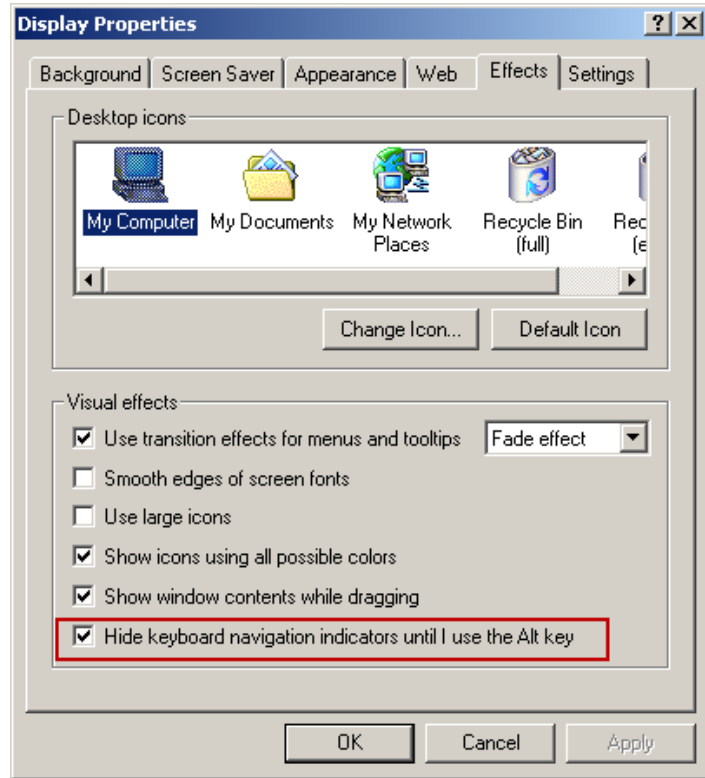 Display Properties
Background Screen Saver Appearance Web Effects Settings
Desktop icons
My Computer My Documents My Network Places Recycle Bin (full) Rec (e
Change Icon... Default Icon
Visual effects
Use transition effects for menus and tooltips Fade effect
Smooth edges of screen fonts
Use large icons
Show icons using all possible colors
Show window contents while dragging
Hide keyboard navigation indicators until I use the Alt key
OK Cancel Apply